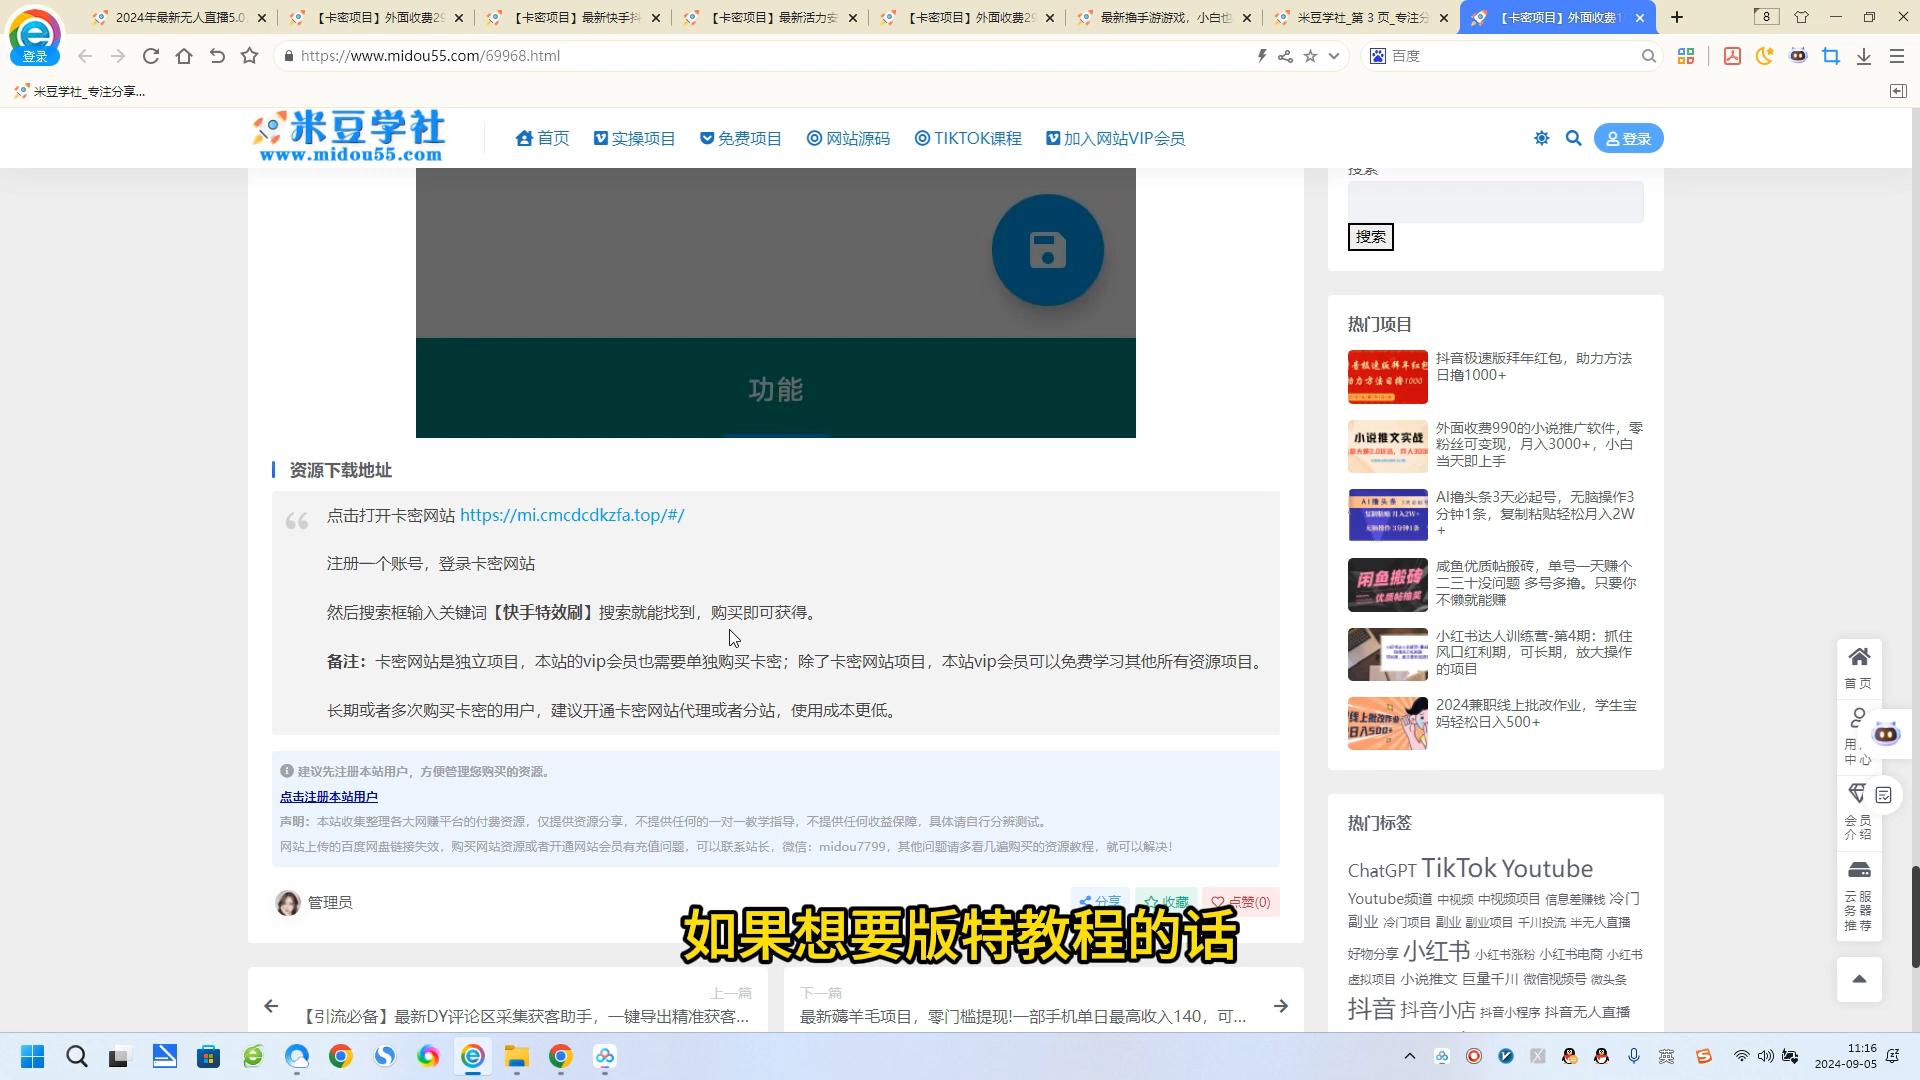 2024年最新无人直播5.0
【卡密项目】外面收费29
【卡密项目】最新快手抖
【卡密项目】最新活力安
【卡密项目】外面收费29
最新撸手游游戏，小白也
米豆学社_第 3 页_专注分
【卡密项目】外面收费1
8
登录
https://www.midou55.com/69968.html
百度
米豆学社_专注分享...
米豆学社
www.midou55.com
首页
实操项目
免费项目
网站源码
TIKTOK课程
加入网站VIP会员
登录
搜索
搜索
功能
热门项目
抖音极速版拜年红包，助力方法
日撸1000+
外面收费990的小说推广软件，零
粉丝可变现，月入3000+，小白
当天即上手
AI撸头条3天必起号，无脑操作3
分钟1条，复制粘贴轻松月入2W
+
咸鱼优质帖搬砖，单号一天赚个
二三十没问题 多号多撸。只要你
不懒就能赚
小红书达人训练营-第4期：抓住
风口红利期，可长期，放大操作
的项目
2024兼职线上批改作业，学生宝
妈轻松日入500+
资源下载地址
点击打开卡密网站 https://mi.cmcdcdkzfa.top/#/
注册一个账号，登录卡密网站
然后搜索框输入关键词【快手特效刷】搜索就能找到，购买即可获得。
备注：卡密网站是独立项目，本站的vip会员也需要单独购买卡密；除了卡密网站项目，本站vip会员可以免费学习其他所有资源项目。
长期或者多次购买卡密的用户，建议开通卡密网站代理或者分站，使用成本更低。
建议先注册本站用户，方便管理您购买的资源。
点击注册本站用户
声明：本站收集整理各大网赚平台的付费资源，仅提供资源分享，不提供任何的一对一教学指导，不提供任何收益保障，具体请自行分辨测试。
网站上传的百度网盘链接失效，购买网站资源或者开通网站会员有充值问题，可以联系站长，微信：midou7799，其他问题请多看几遍购买的资源教程，就可以解决！
管理员
分享
收藏
点赞(0)
如果想要版特教程的话
上一篇
【引流必备】最新DY评论区采集获客助手，一键导出精准获客...
下一篇
最新薅羊毛项目，零门槛提现!一部手机单日最高收入140，可...
热门标签
ChatGPT TikTok Youtube
Youtube频道 中视频 中视频项目 信息差赚钱 冷门
副业 冷门项目 副业 副业项目 千川投流 半无人直播
好物分享 小红书 小红书涨粉 小红书电商 小红书
虚拟项目 小说推文 巨量千川 微信视频号 微头条
抖音 抖音小店 抖音小程序 抖音无人直播
首页
用
中心
会员
介绍
云服
务器
推荐
英
11:16
2024-09-05